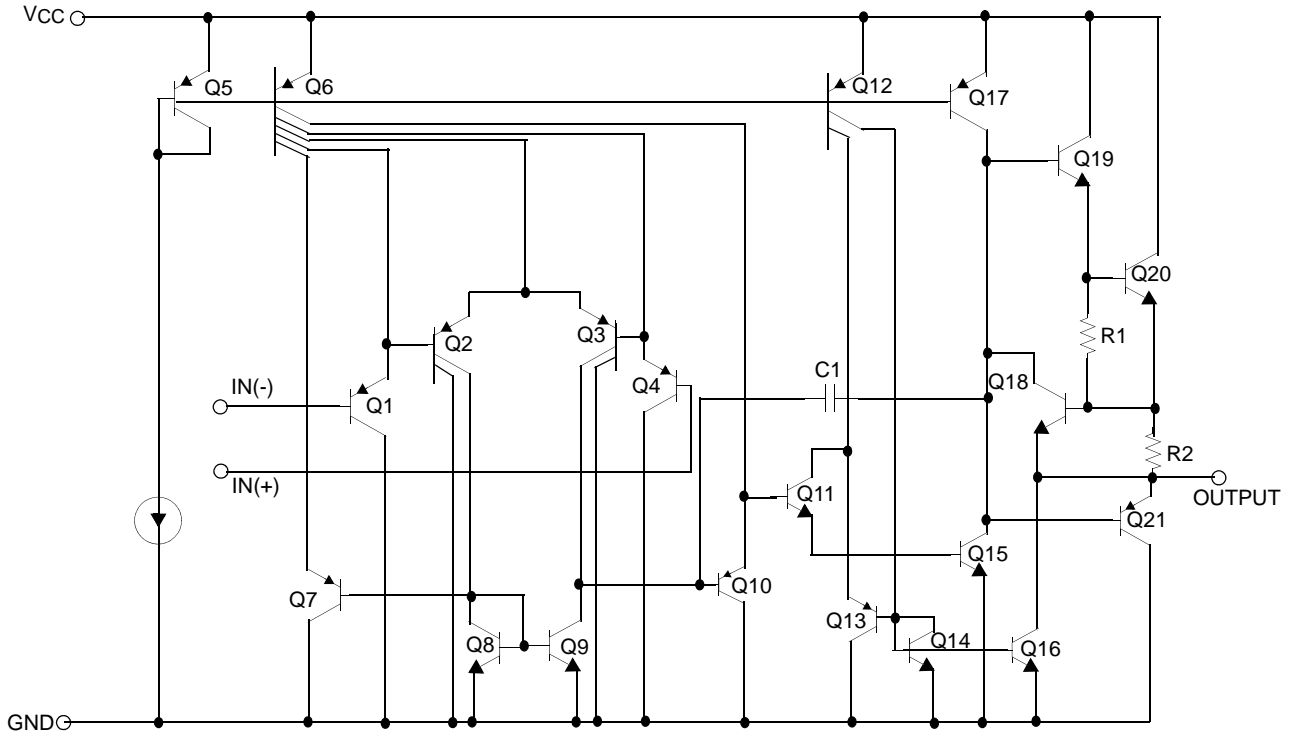 VCC
Q5
Q6
Q12
Q17
Q19
Q20
R1
Q2
Q3
Q4
C1
Q18
IN(-)
Q1
R2
IN(+)
Q11
OUTPUT
Q21
Q15
Q7
Q10
Q13
Q8
Q9
Q14
Q16
GND